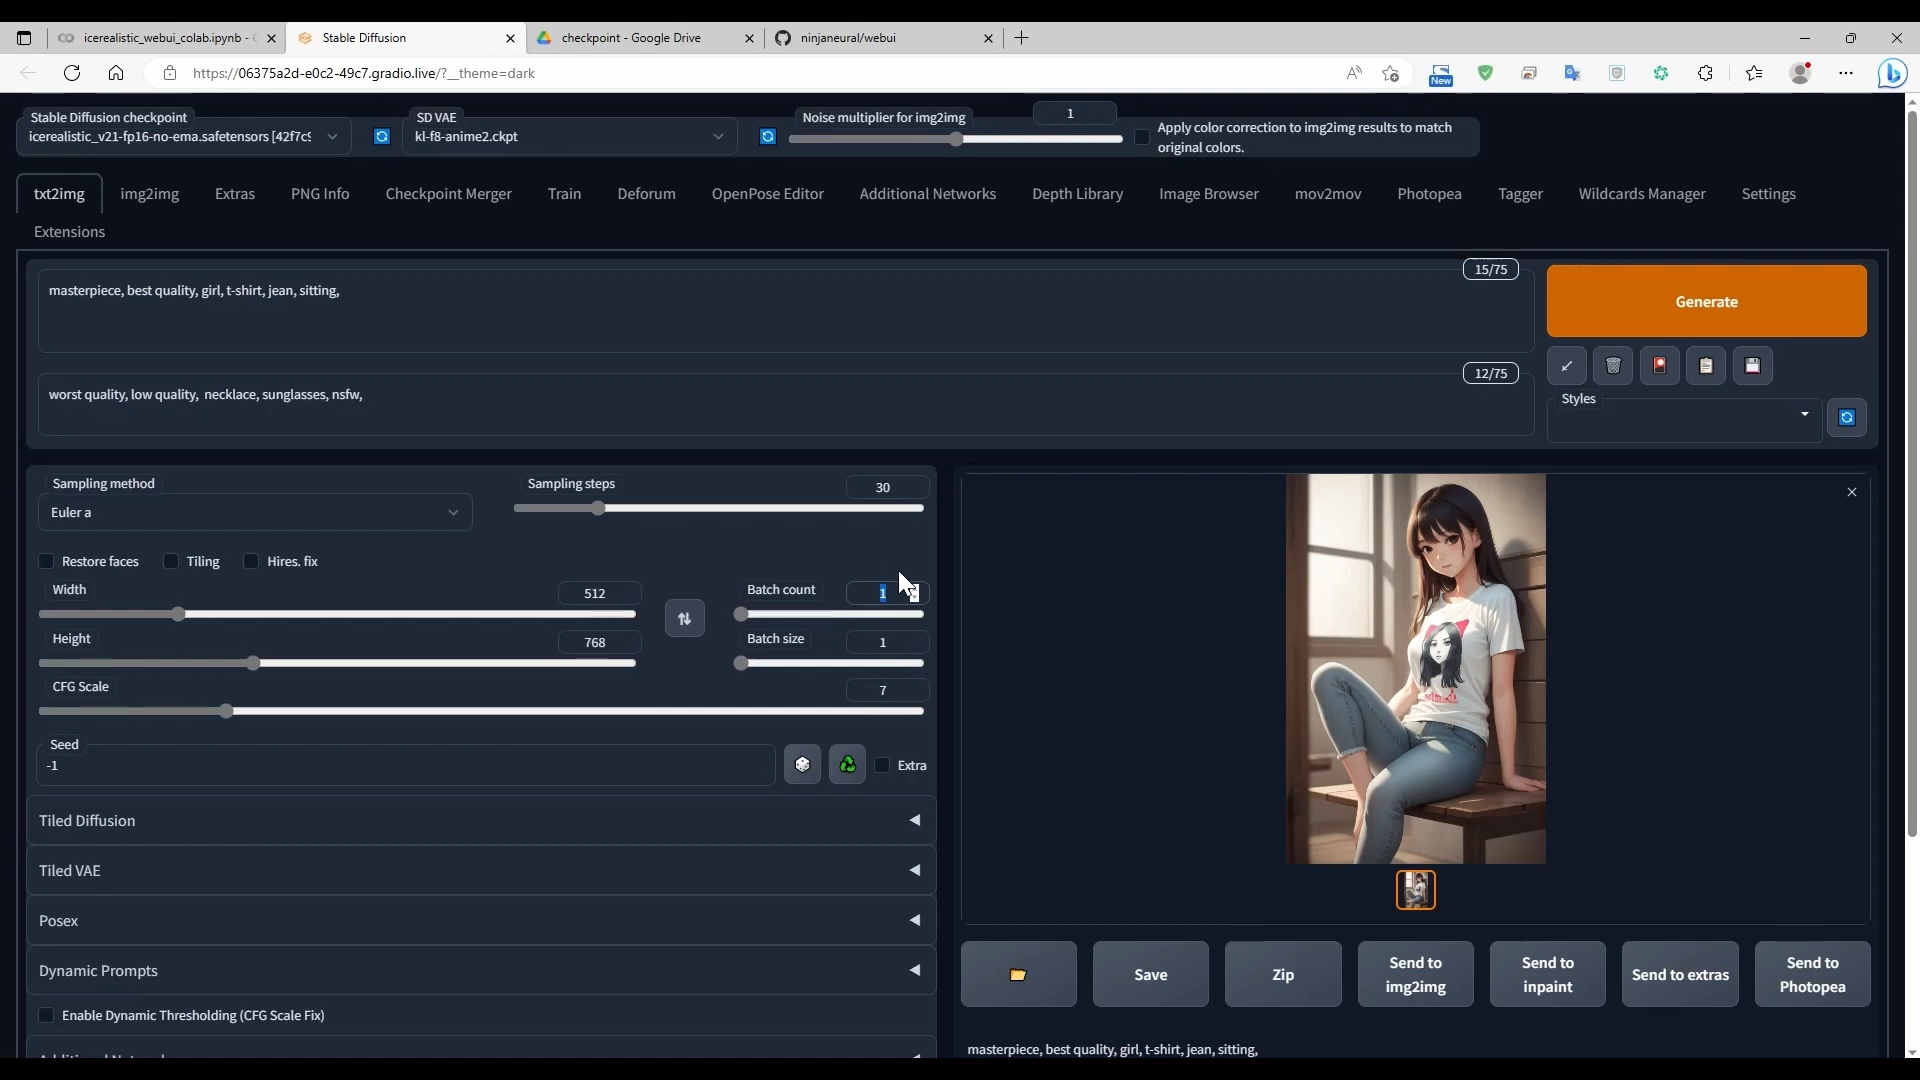 icerealistic_webui_colab.ipynb -
Stable Diffusion
checkpoint - Google Drive
ninjaneural/webui
https://06375a2d-e0c2-49c7.gradio.live/?__theme=dark
New
Stable Diffusion checkpoint
icerealistic_v21-fp16-no-ema.safetensors [42f7c9
SD VAE
kl-f8-anime2.ckpt
Noise multiplier for img2img
1
Apply color correction to img2img results to match
original colors.
txt2img
img2img
Extras
PNG Info
Checkpoint Merger
Train
Deforum
OpenPose Editor
Additional Networks
Depth Library
Image Browser
mov2mov
Photopea
Tagger
Wildcards Manager
Settings
Extensions
15/75
masterpiece, best quality, girl, t-shirt, jean, sitting,
Generate
12/75
worst quality, low quality,  necklace, sunglasses, nsfw,
Styles
Sampling method
Euler a
Sampling steps
30
Restore faces
Tiling
Hires. fix
Width
512
Batch count
1
Height
768
Batch size
1
CFG Scale
7
Seed
-1
Extra
Tiled Diffusion
Tiled VAE
Posex
Dynamic Prompts
Enable Dynamic Thresholding (CFG Scale Fix)
Save
Zip
Send to
img2img
Send to
inpaint
Send to extras
Send to
Photopea
masterpiece, best quality, girl, t-shirt, jean, sitting,